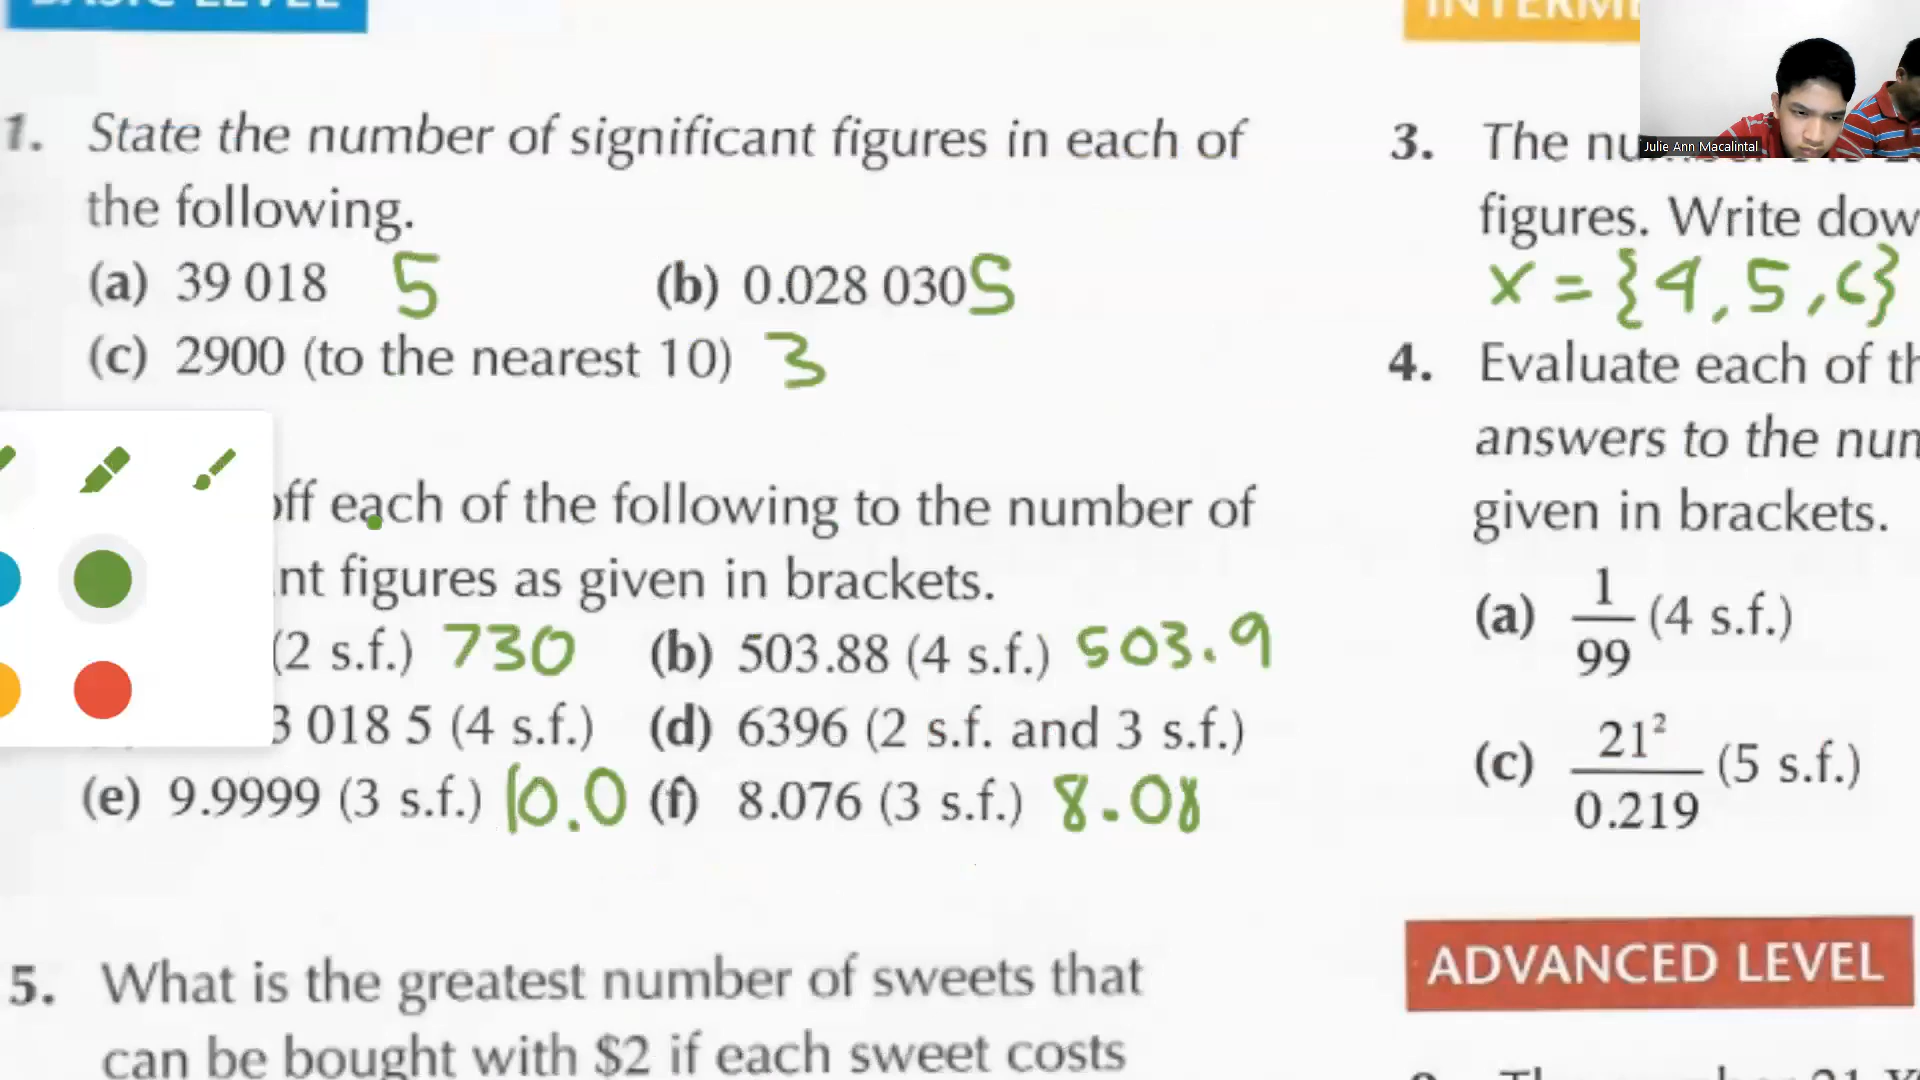 BASIC LEVEL
1. State the number of significant figures in each of
the following.
(a) 39 018 5 (b) 0.028 030 5
(c) 2900 (to the nearest 10) 3
off each of the following to the number of
nt figures as given in brackets.
(2 s.f.) 730 (b) 503.88 (4 s.f.) 503.9
3 018 5 (4 s.f.) (d) 6396 (2 s.f. and 3 s.f.)
(e) 9.9999 (3 s.f.) 10.0 (f) 8.076 (3 s.f.) 8.08
5. What is the greatest number of sweets that
can be bought with $2 if each sweet costs
INTERME
Julie Ann Macalintal
3. The nu
figures. Write dow
x = {4, 5, 6}
4. Evaluate each of th
answers to the num
given in brackets.
(a) 1/99 (4 s.f.)
(c) 21²/0.219 (5 s.f.)
ADVANCED LEVEL